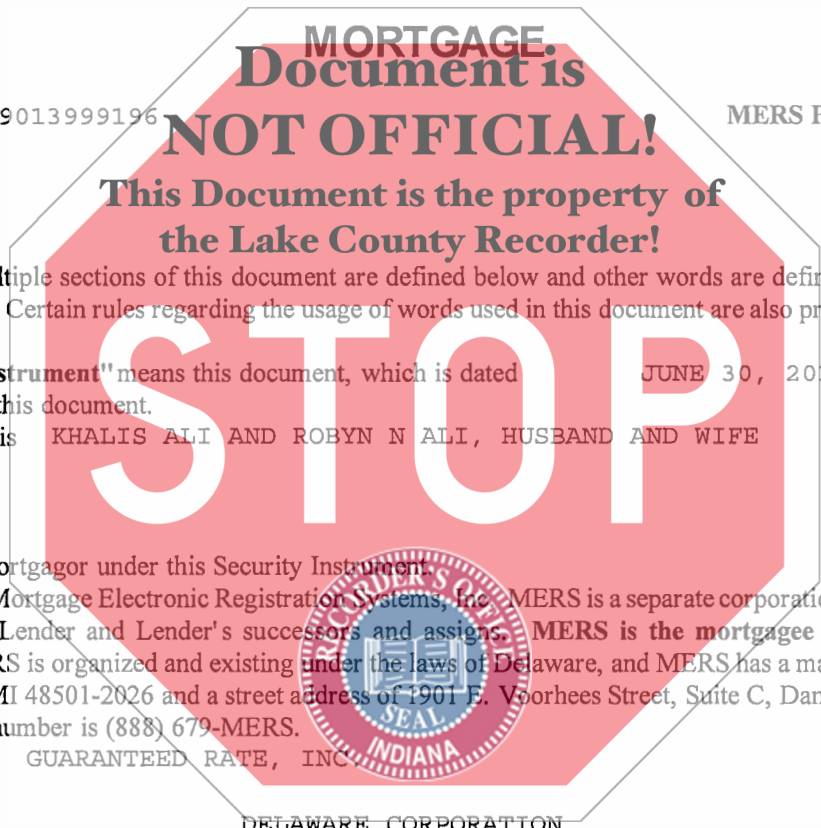 MORTGAGE
Document is
9013999196 MERS
NOT OFFICIAL!
This Document is the property of
the Lake County Recorder!
ltiple sections of this document are defined below and other words are defin
Certain rules regarding the usage of words used in this document are also pr
strument" means this document, which is dated JUNE 30, 20
this document.
is KHALIS ALI AND ROBYN N ALI, HUSBAND AND WIFE
STOP
ortgagor under this Security Instrument.
Mortgage Electronic Registration Systems, Inc. MERS is a separate corporati
Lender and Lender's successors and assigns. MERS is the mortgagee
RS is organized and existing under the laws of Delaware, and MERS has a ma
MI 48501-2026 and a street address of 1901 E. Voorhees Street, Suite C, Dan
number is (888) 679-MERS.
GUARANTEED RATE, INC.
RECORDER'S OFFICE
SEAL
INDIANA
DELAWARE CORPORATION